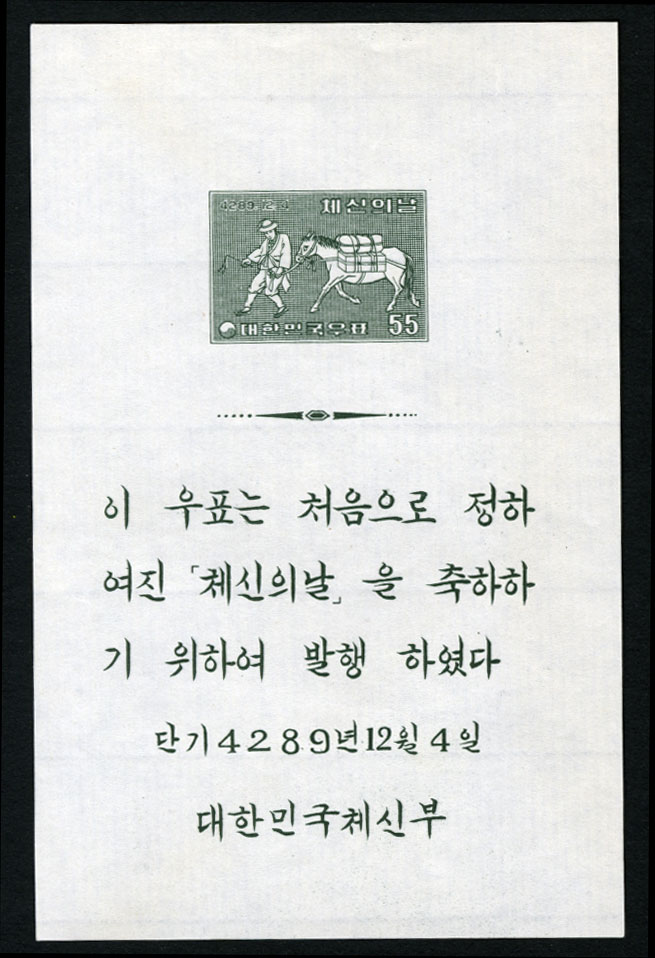 4289.12.4 체신의날
대한민국우표 55
이 우표는 처음으로 정하
여진 「체신의날」을 축하하
기 위하여 발행 하였다
단기4289년12월4일
대한민국체신부